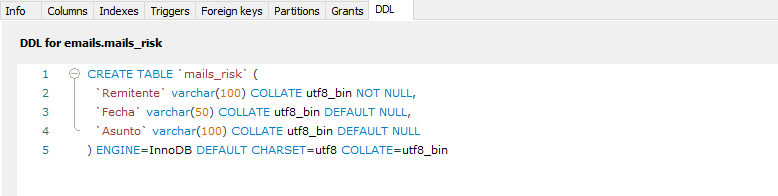 Info Columns Indexes Triggers Foreign keys Partitions Grants DDL
DDL for emails.mails_risk
1 CREATE TABLE `mails_risk` (
2 `Remitente` varchar(100) COLLATE utf8_bin NOT NULL,
3 `Fecha` varchar(50) COLLATE utf8_bin DEFAULT NULL,
4 `Asunto` varchar(100) COLLATE utf8_bin DEFAULT NULL
5 ) ENGINE=InnoDB DEFAULT CHARSET=utf8 COLLATE=utf8_bin